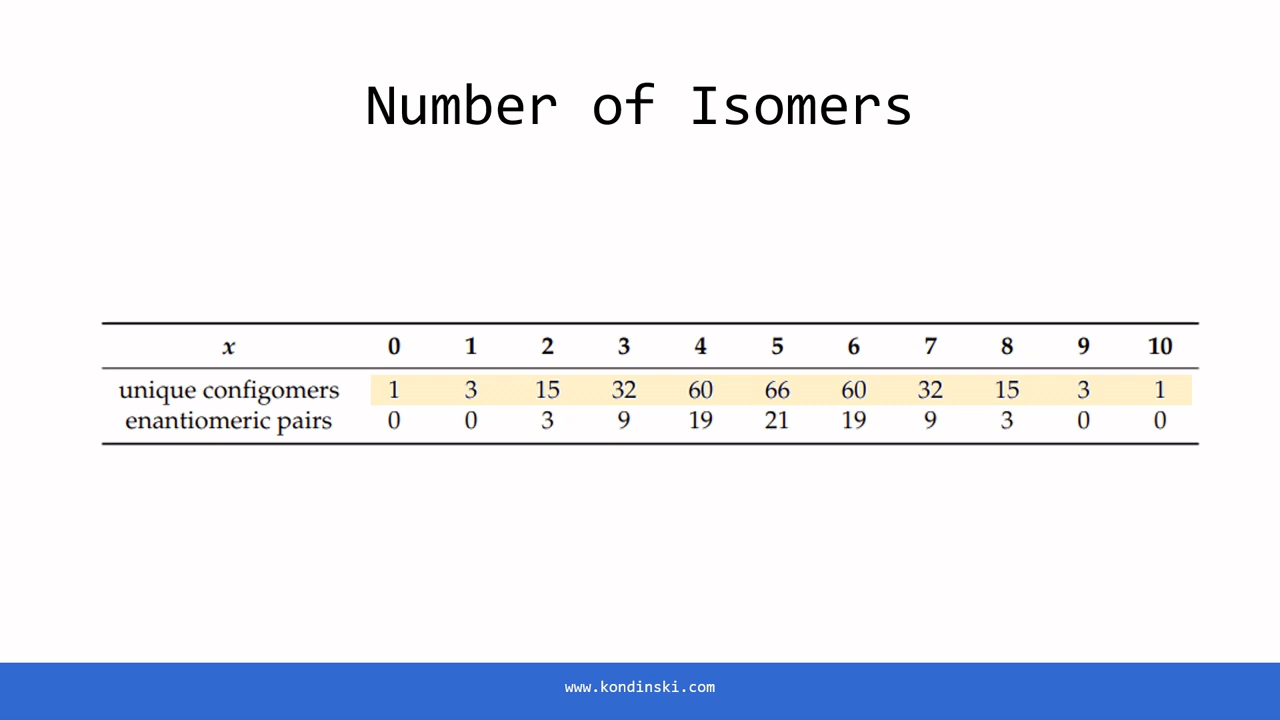 Number of Isomers
x 0 1 2 3 4 5 6 7 8 9 10
unique configomers 1 3 15 32 60 66 60 32 15 3 1
enantiomeric pairs 0 0 3 9 19 21 19 9 3 0 0
www.kondinski.com